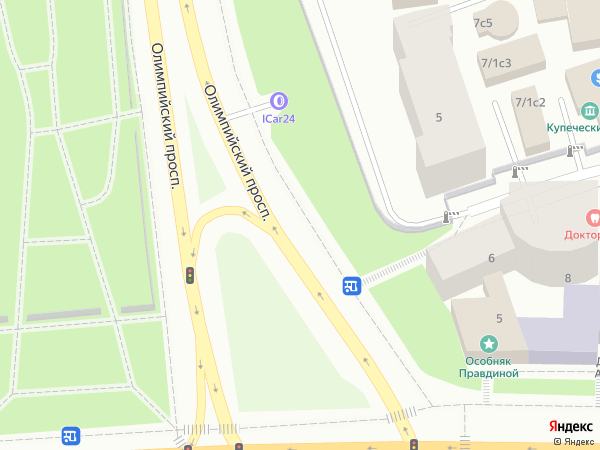 7с5
7/1с3
7/1с2
5
Купеческий
Олимпийский просп.
Олимпийский просп.
ICar24
Доктор
6
8
5
Особняк
Правдиной
Яндекс
© Яндекс